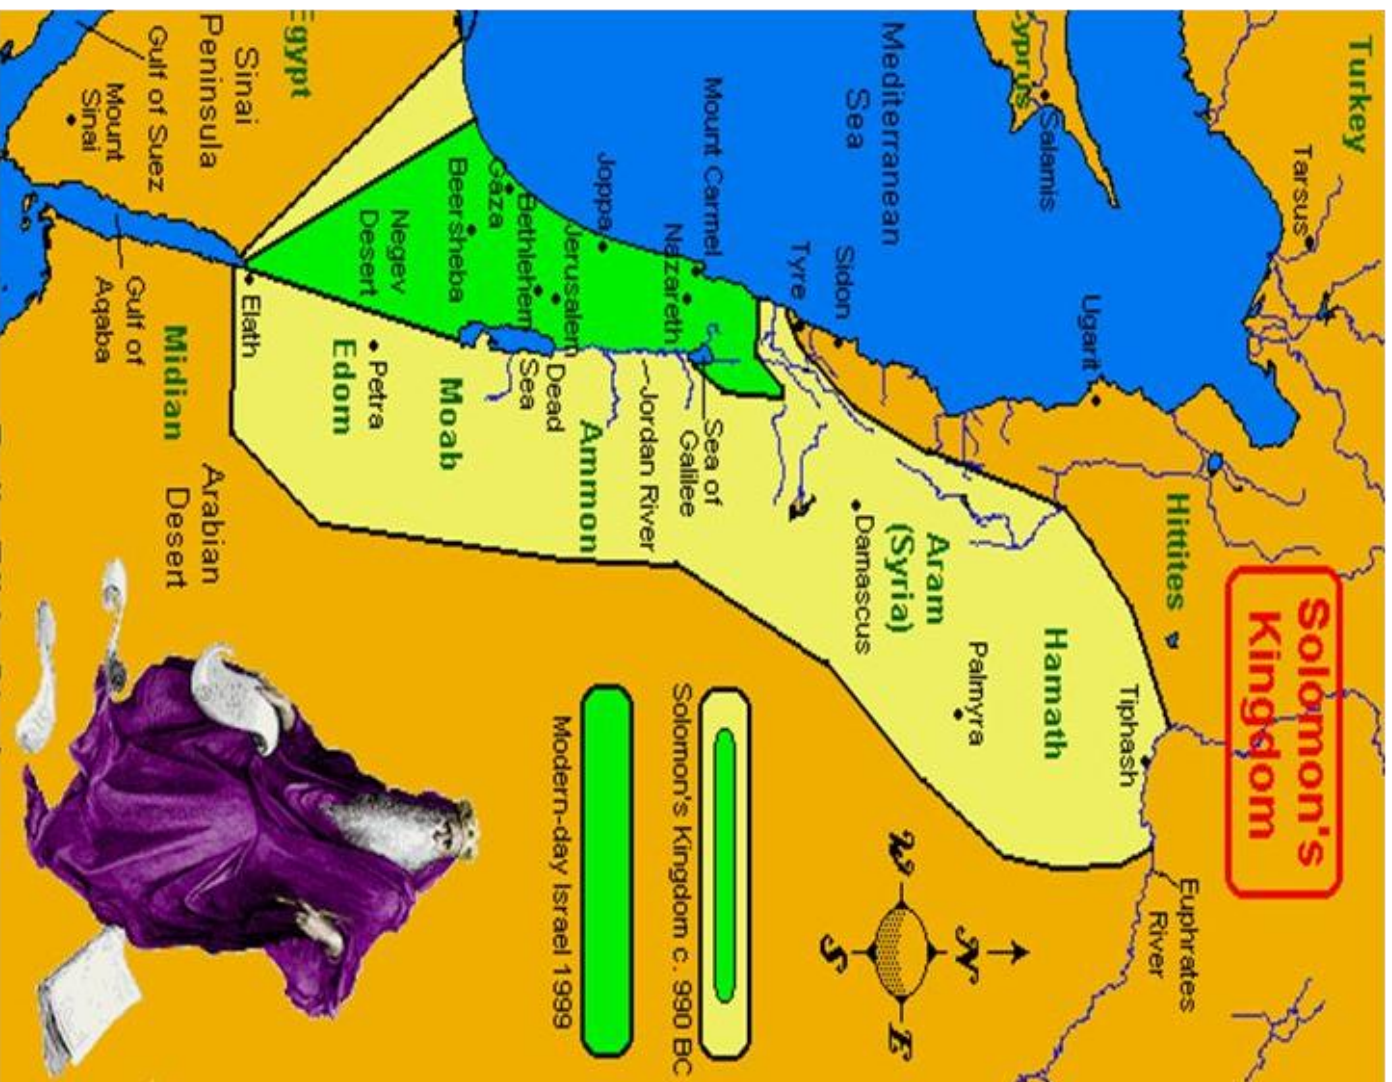 Solomon's
Kingdom
Turkey
Tarsus
Cyprus
Salamis
Hittites
Ugarit
Mediterranean
Sea
Tiphash
Euphrates
River
Hamath
Palmyra
Aram
(Syria)
Sidon
Tyre
Damascus
Mount Carmel
Nazareth
Sea of
Galilee
Joppa
Jordan River
Jerusalem
Ammon
Bethlehem
Gaza
Dead
Sea
Beersheba
Moab
Negev
Desert
Petra
Edom
Elath
Egypt
Sinai
Peninsula
Gulf of Suez
Mount
Sinai
Gulf of
Aqaba
Midian
Arabian
Desert
N
W
E
S
Solomon's Kingdom c. 990 BC
Modern-day Israel 1999